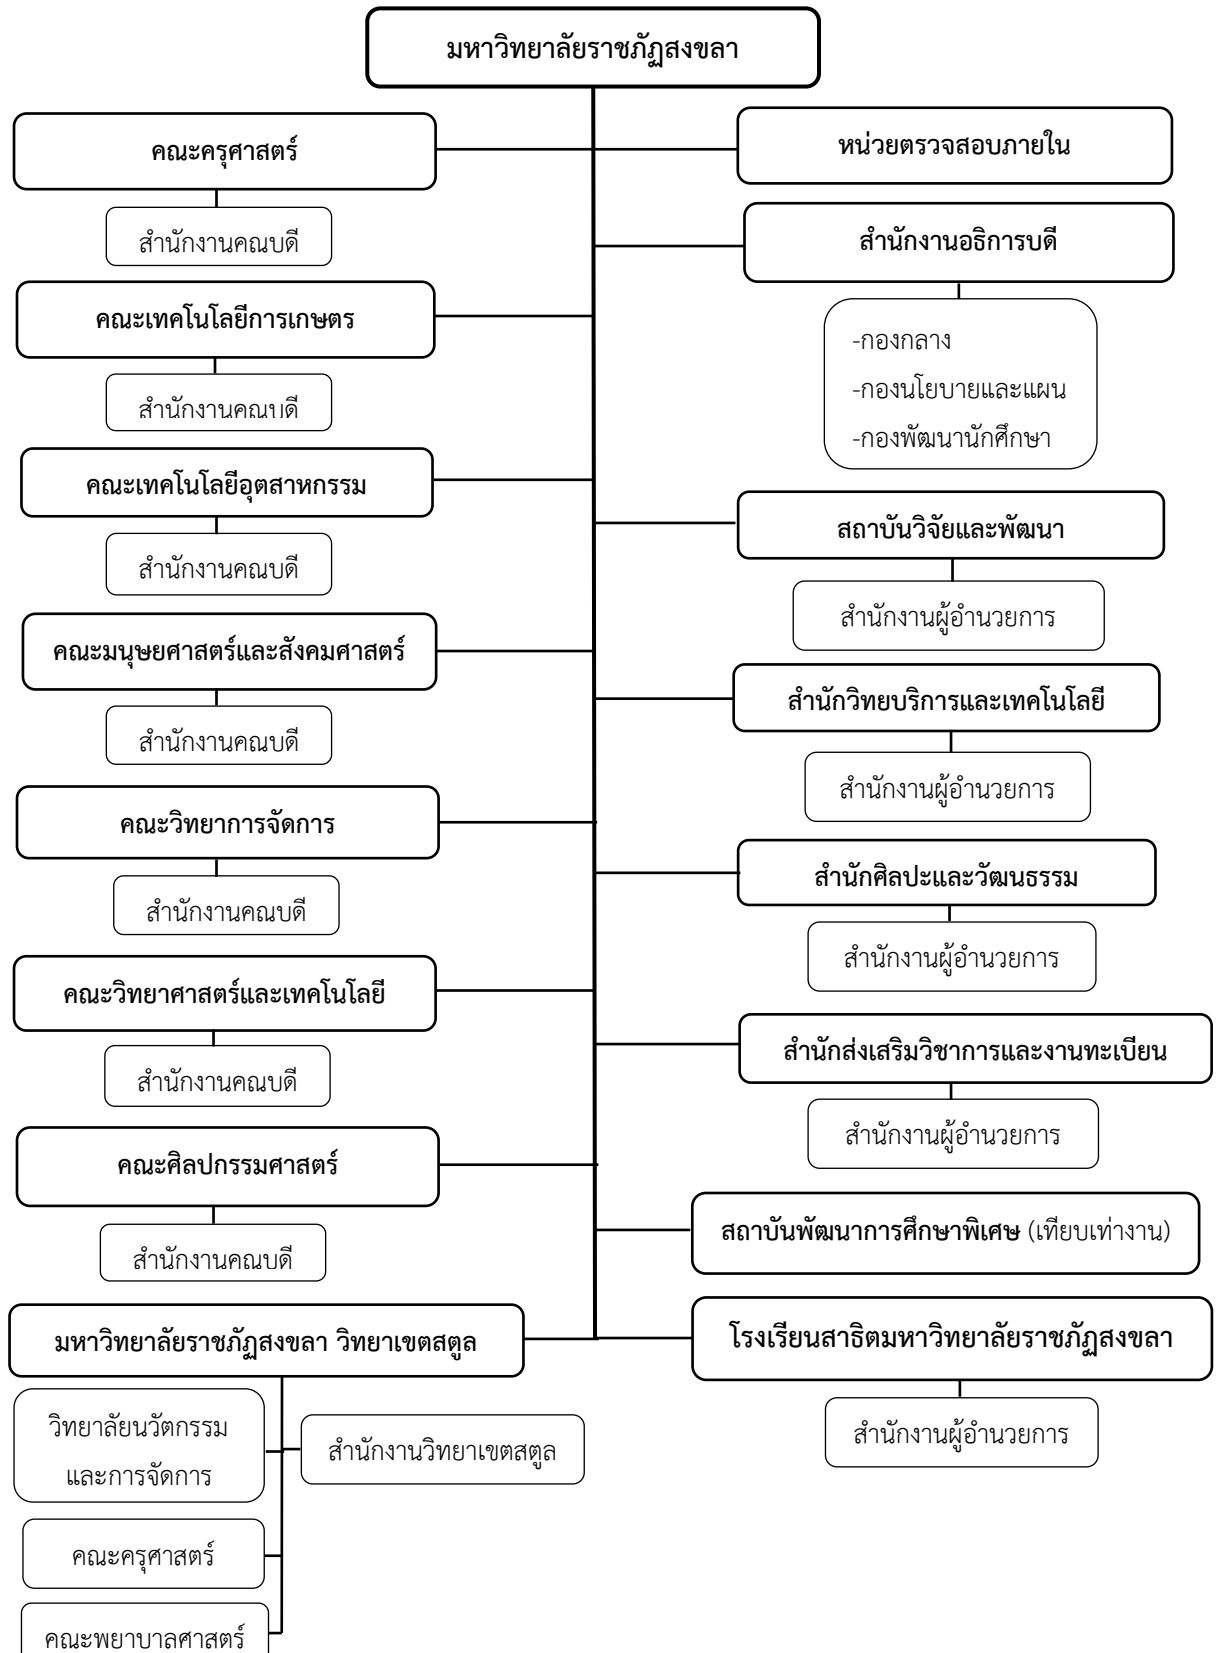 มหาวิทยาลัยราชภัฏสงขลา
คณะครุศาสตร์
สำนักงานคณบดี
คณะเทคโนโลยีการเกษตร
สำนักงานคณบดี
คณะเทคโนโลยีอุตสาหกรรม
สำนักงานคณบดี
คณะมนุษยศาสตร์และสังคมศาสตร์
สำนักงานคณบดี
คณะวิทยาการจัดการ
สำนักงานคณบดี
คณะวิทยาศาสตร์และเทคโนโลยี
สำนักงานคณบดี
คณะศิลปกรรมศาสตร์
สำนักงานคณบดี
มหาวิทยาลัยราชภัฏสงขลา วิทยาเขตสตูล
วิทยาลัยนวัตกรรม
และการจัดการ
สำนักงานวิทยาเขตสตูล
คณะครุศาสตร์
คณะพยาบาลศาสตร์
หน่วยตรวจสอบภายใน
สำนักงานอธิการบดี
-กองกลาง
-กองนโยบายและแผน
-กองพัฒนานักศึกษา
สถาบันวิจัยและพัฒนา
สำนักงานผู้อำนวยการ
สำนักวิทยบริการและเทคโนโลยี
สำนักงานผู้อำนวยการ
สำนักศิลปะและวัฒนธรรม
สำนักงานผู้อำนวยการ
สำนักส่งเสริมวิชาการและงานทะเบียน
สำนักงานผู้อำนวยการ
สถาบันพัฒนาการศึกษาพิเศษ (เทียบเท่างาน)
โรงเรียนสาธิตมหาวิทยาลัยราชภัฏสงขลา
สำนักงานผู้อำนวยการ